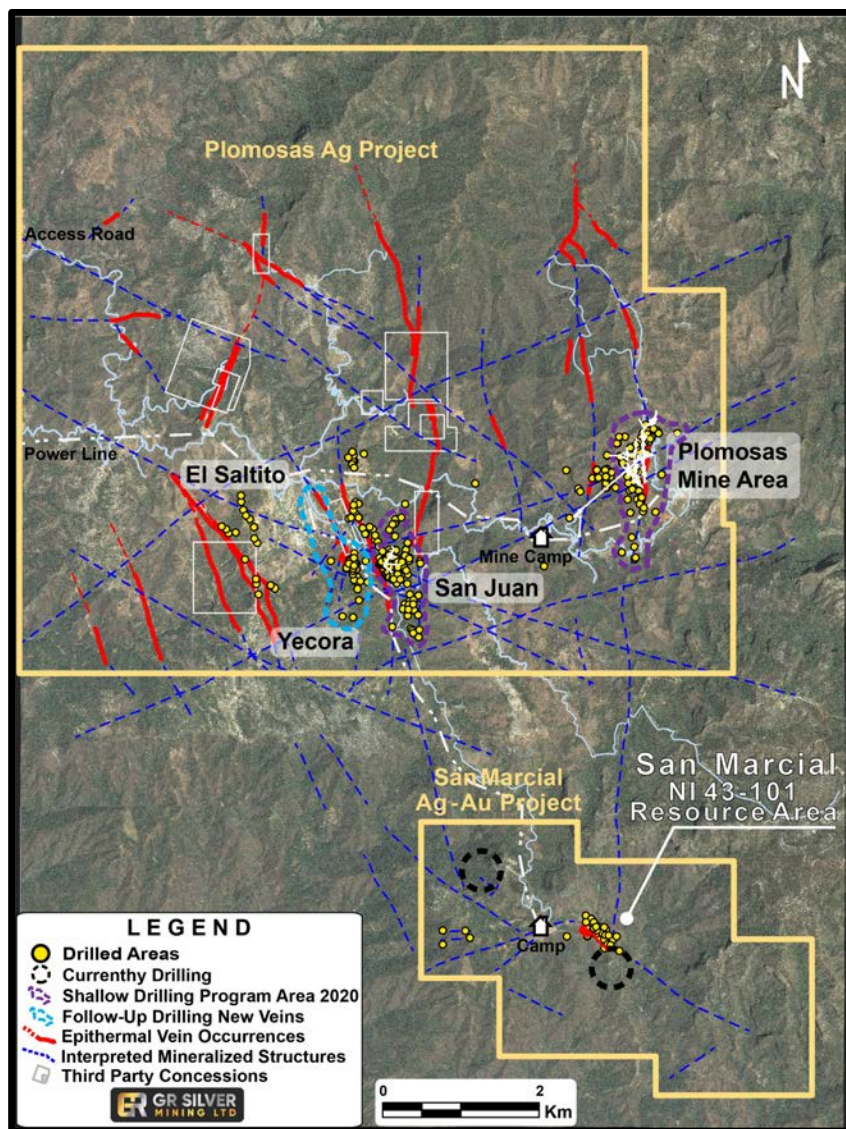 N
Plomosas Ag Project
Access Road
Power Line
El Saltito
Plomosas
Mine Area
Mine Camp
San Juan
Yecora
San Marcial
Ag-Au Project
San Marcial
NI 43-101
Resource Area
Camp
LEGEND
Drilled Areas
Currenthy Drilling
Shallow Drilling Program Area 2020
Follow-Up Drilling New Veins
Epithermal Vein Occurrences
Interpreted Mineralized Structures
Third Party Concessions
GR GR SILVER
MINING LTD
0 2
Km